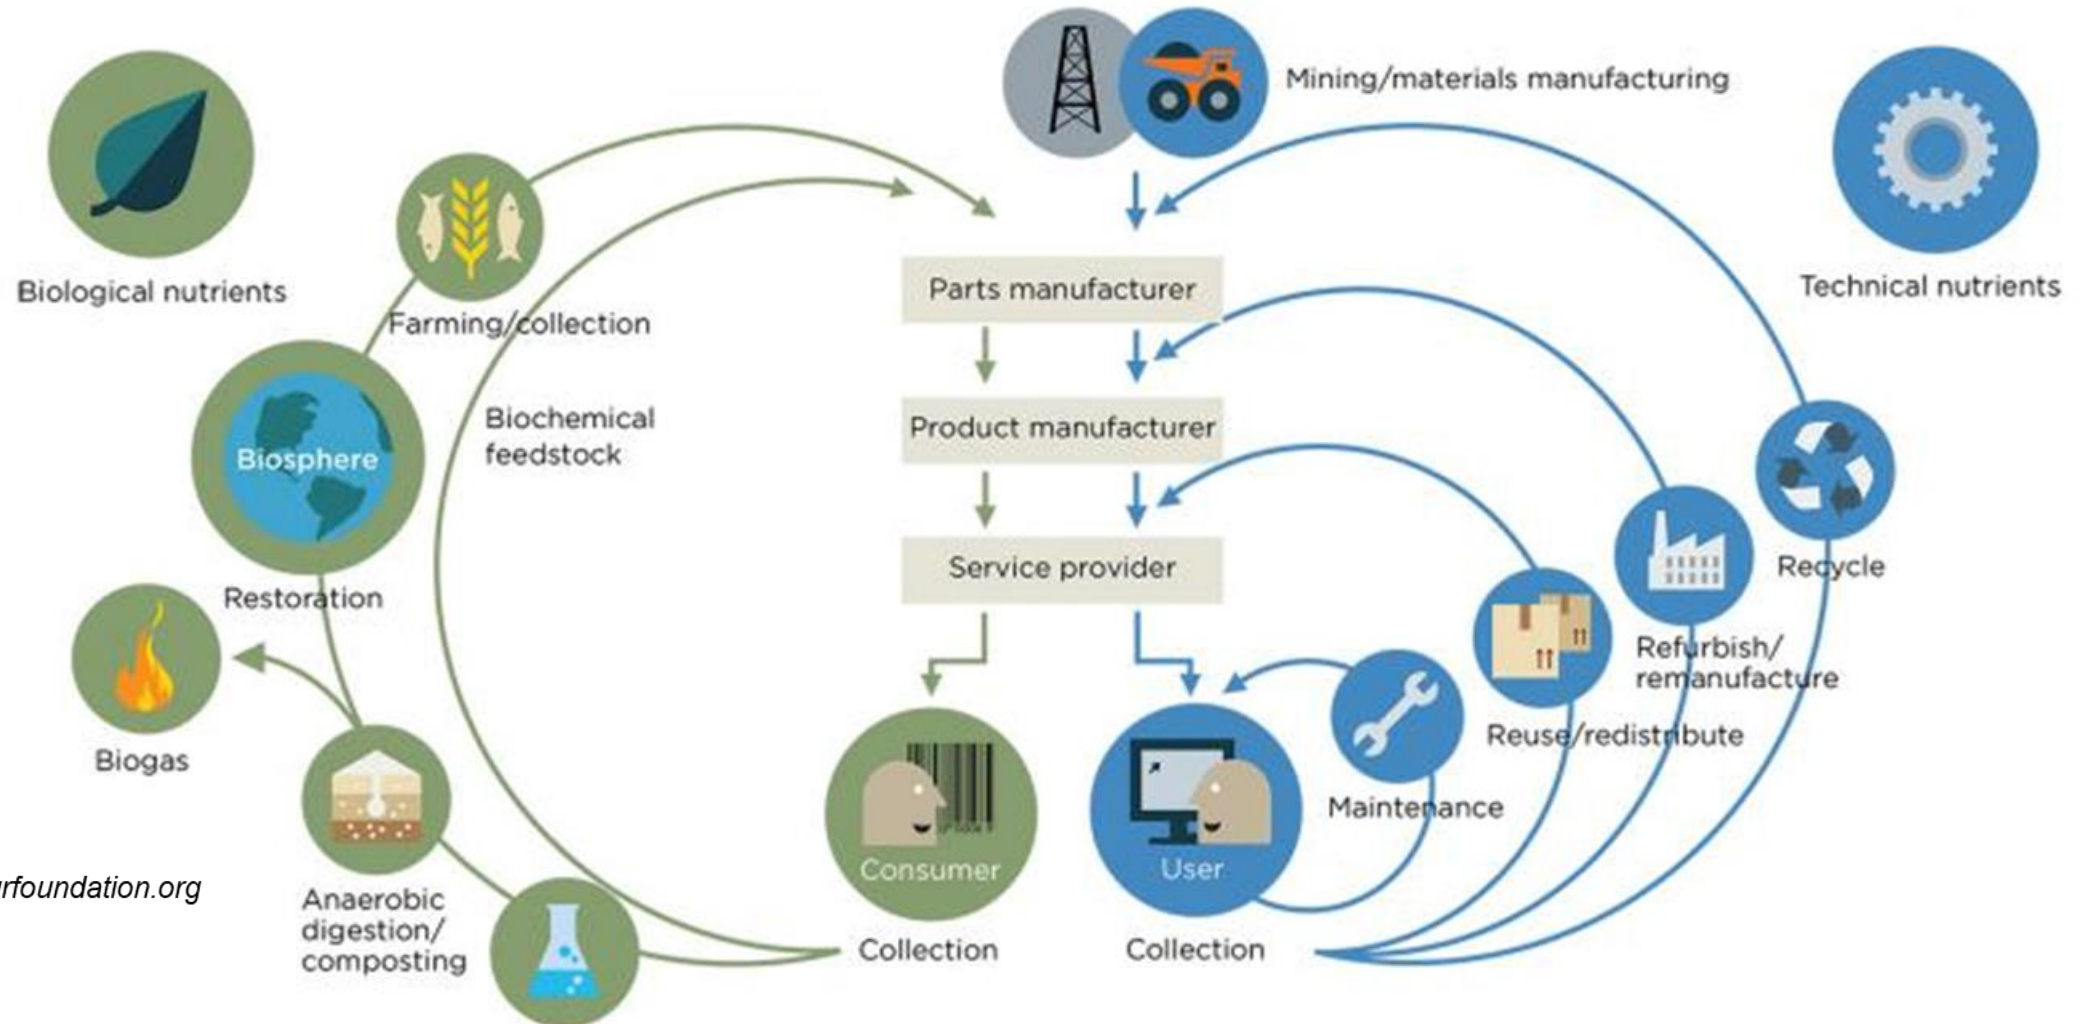 Mining/materials manufacturing
Biological nutrients
Technical nutrients
Farming/collection
Parts manufacturer
Biochemical
feedstock
Product manufacturer
Biosphere
Restoration
Service provider
Recycle
Refurbish/
remanufacture
Reuse/redistribute
Biogas
Maintenance
Consumer
User
rfoundation.org
Anaerobic
digestion/
composting
Collection
Collection